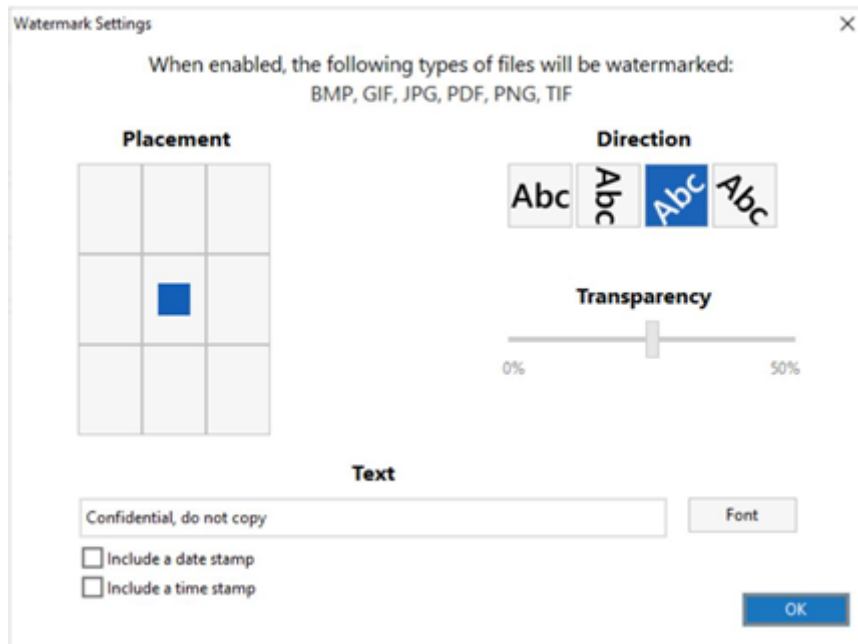 Watermark Settings
When enabled, the following types of files will be watermarked:
BMP, GIF, JPG, PDF, PNG, TIF
Placement
Direction
Abc Abc Abc Abc
Transparency
0% 50%
Text
Confidential, do not copy
Font
Include a date stamp
Include a time stamp
OK